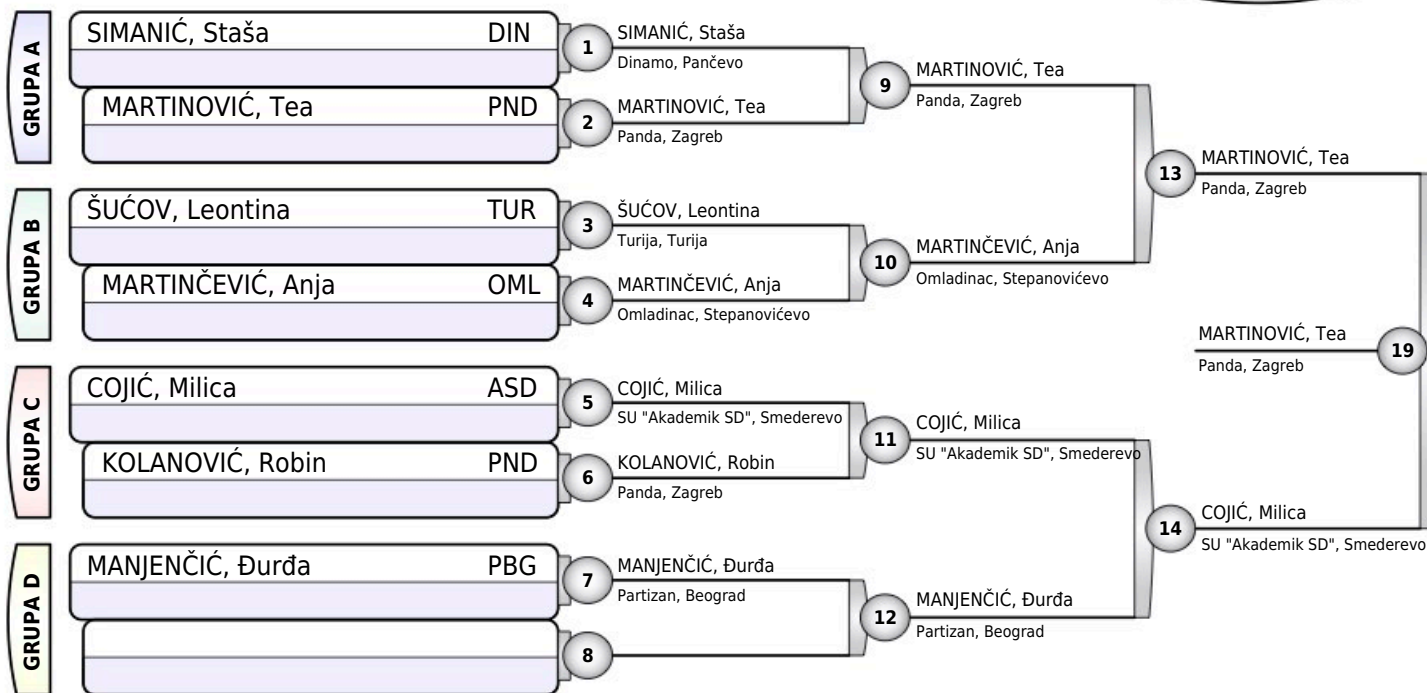 GRUPA A
SIMANIĆ, Staša DIN
MARTINOVIĆ, Tea PND
1
SIMANIĆ, Staša
Dinamo, Pančevo
2
MARTINOVIĆ, Tea
Panda, Zagreb
9
MARTINOVIĆ, Tea
Panda, Zagreb
GRUPA B
ŠUĆOV, Leontina TUR
MARTINČEVIĆ, Anja OML
3
ŠUĆOV, Leontina
Turija, Turija
4
MARTINČEVIĆ, Anja
Omladinac, Stepanovićevo
10
MARTINČEVIĆ, Anja
Omladinac, Stepanovićevo
13
MARTINOVIĆ, Tea
Panda, Zagreb
GRUPA C
COJIĆ, Milica ASD
KOLANOVIĆ, Robin PND
5
COJIĆ, Milica
SU "Akademik SD", Smederevo
6
KOLANOVIĆ, Robin
Panda, Zagreb
11
COJIĆ, Milica
SU "Akademik SD", Smederevo
GRUPA D
MANJENČIĆ, Đurđa PBG
7
MANJENČIĆ, Đurđa
Partizan, Beograd
8
12
MANJENČIĆ, Đurđa
Partizan, Beograd
14
COJIĆ, Milica
SU "Akademik SD", Smederevo
MARTINOVIĆ, Tea
Panda, Zagreb
19